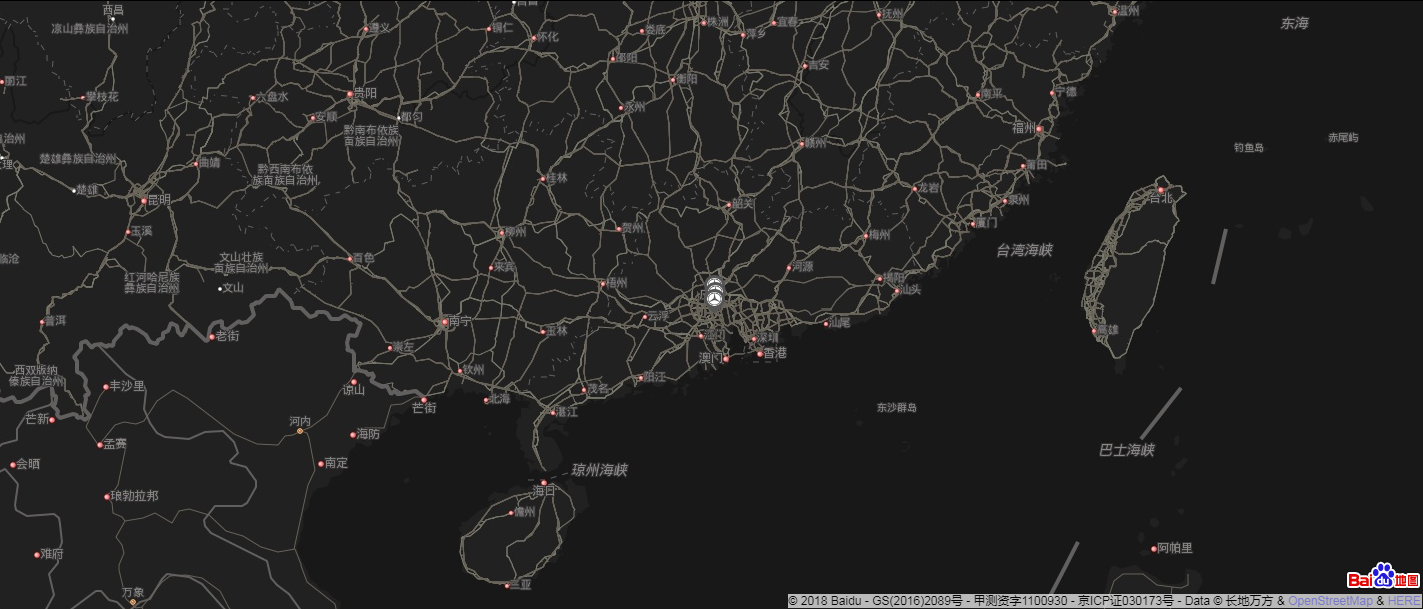 西昌
凉山彝族自治州
遵义
铜仁
怀化
娄底
株洲
萍乡
宜春
抚州
温州
东海
邵阳
衡阳
吉安
丽江
攀枝花
六盘水
贵阳
安顺
都匀
永州
南平
宁德
黔南布依族
苗族自治州
福州
赣州
钓鱼岛
赤尾屿
治州
理
楚雄彝族自治州
曲靖
黔西南布依
族苗族自治州
桂林
莆田
楚雄
昆明
韶关
龙岩
泉州
台北
玉溪
柳州
贺州
梅州
厦门
台湾海峡
临沧
文山壮族
苗族自治州
百色
来宾
河源
红河哈尼族
彝族自治州
文山
梧州
揭阳
汕头
普洱
老街
南宁
玉林
云浮
汕尾
高雄
崇左
深圳
澳门
香港
西双版纳
傣族自治州
丰沙里
谅山
钦州
茂名
阳江
芒街
北海
湛江
东沙群岛
芒新
河内
海防
孟赛
巴士海峡
会晒
南定
琼州海峡
海口
琅勃拉邦
儋州
难府
三亚
阿帕里
万象
Bai du 地图
© 2018 Baidu - GS(2016)2089号 - 甲测资字1100930 - 京ICP证030173号 - Data © 长地万方 & OpenStreetMap & HERE